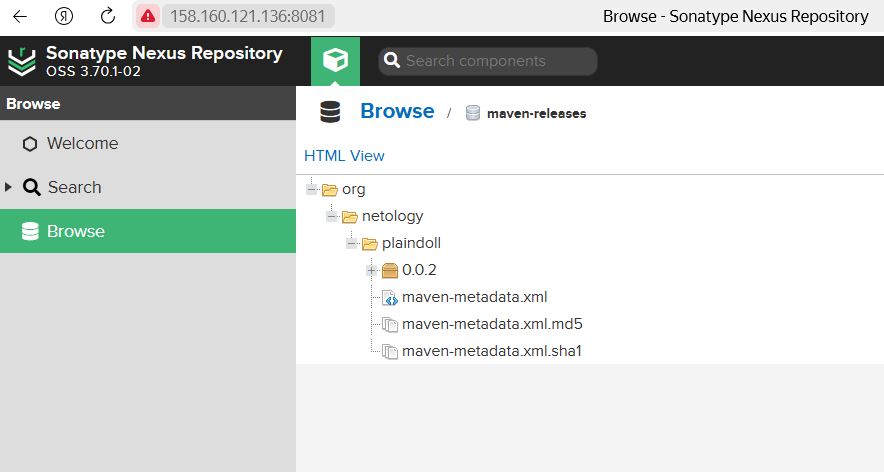 158.160.121.136:8081
Browse - Sonatype Nexus Repository
Sonatype Nexus Repository
OSS 3.70.1-02
Search components
Browse
Welcome
Search
Browse
Browse / maven-releases
HTML View
org
netology
plaindoll
0.0.2
maven-metadata.xml
maven-metadata.xml.md5
maven-metadata.xml.sha1